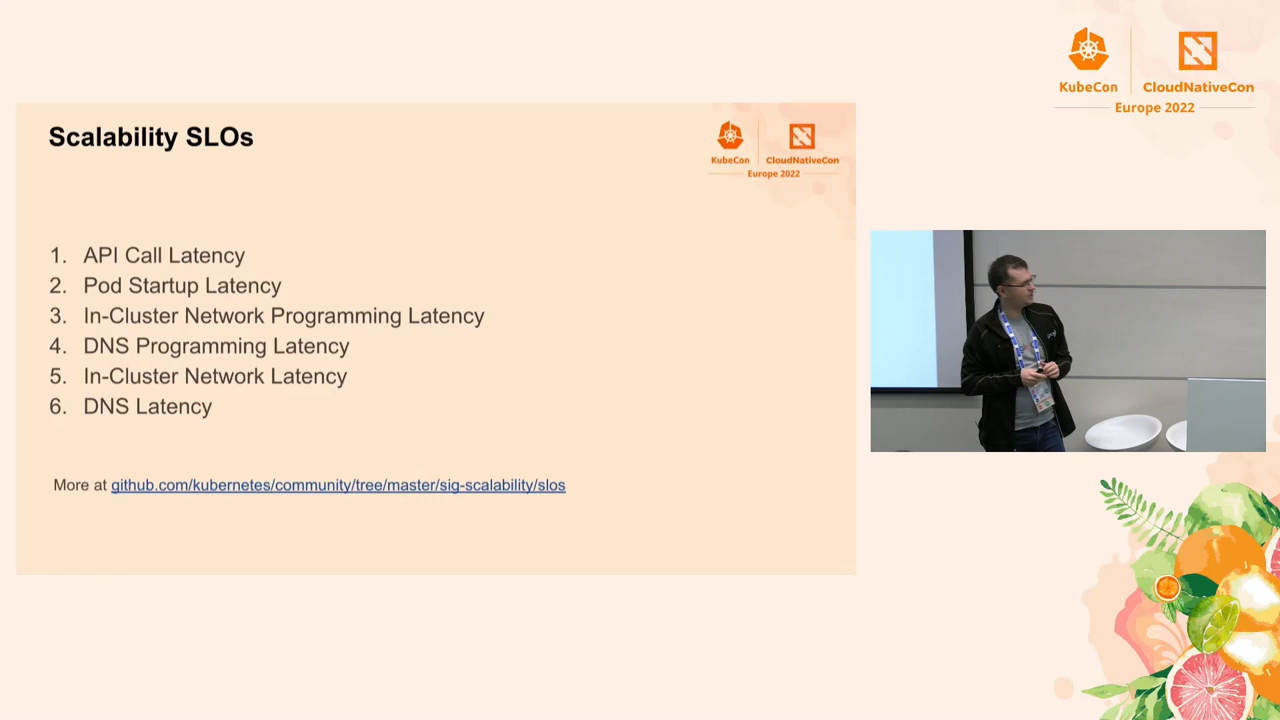 KubeCon
CloudNativeCon
Europe 2022
Scalability SLOs
KubeCon
CloudNativeCon
Europe 2022
1. API Call Latency
2. Pod Startup Latency
3. In-Cluster Network Programming Latency
4. DNS Programming Latency
5. In-Cluster Network Latency
6. DNS Latency
More at github.com/kubernetes/community/tree/master/sig-scalability/slos